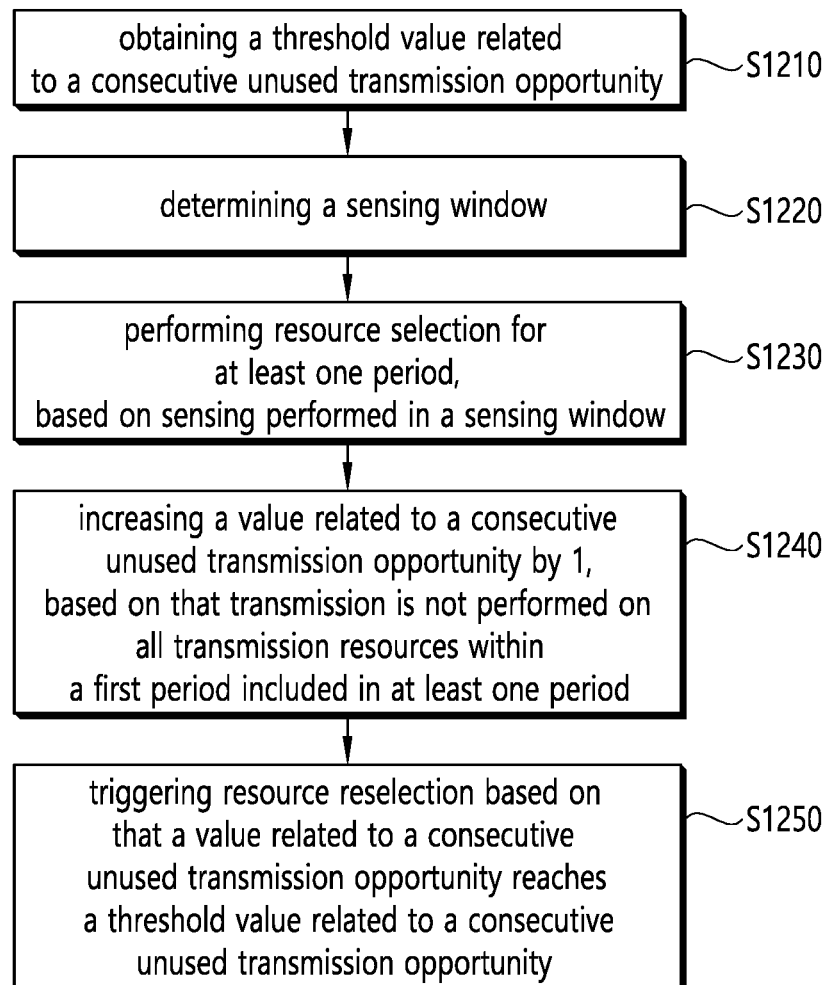 obtaining a threshold value related
to a consecutive unused transmission opportunity
S1210
determining a sensing window
S1220
performing resource selection for
at least one period,
based on sensing performed in a sensing window
S1230
increasing a value related to a consecutive
unused transmission opportunity by 1,
based on that transmission is not performed on
all transmission resources within
a first period included in at least one period
S1240
triggering resource reselection based on
that a value related to a consecutive
unused transmission opportunity reaches
a threshold value related to a consecutive
unused transmission opportunity
S1250